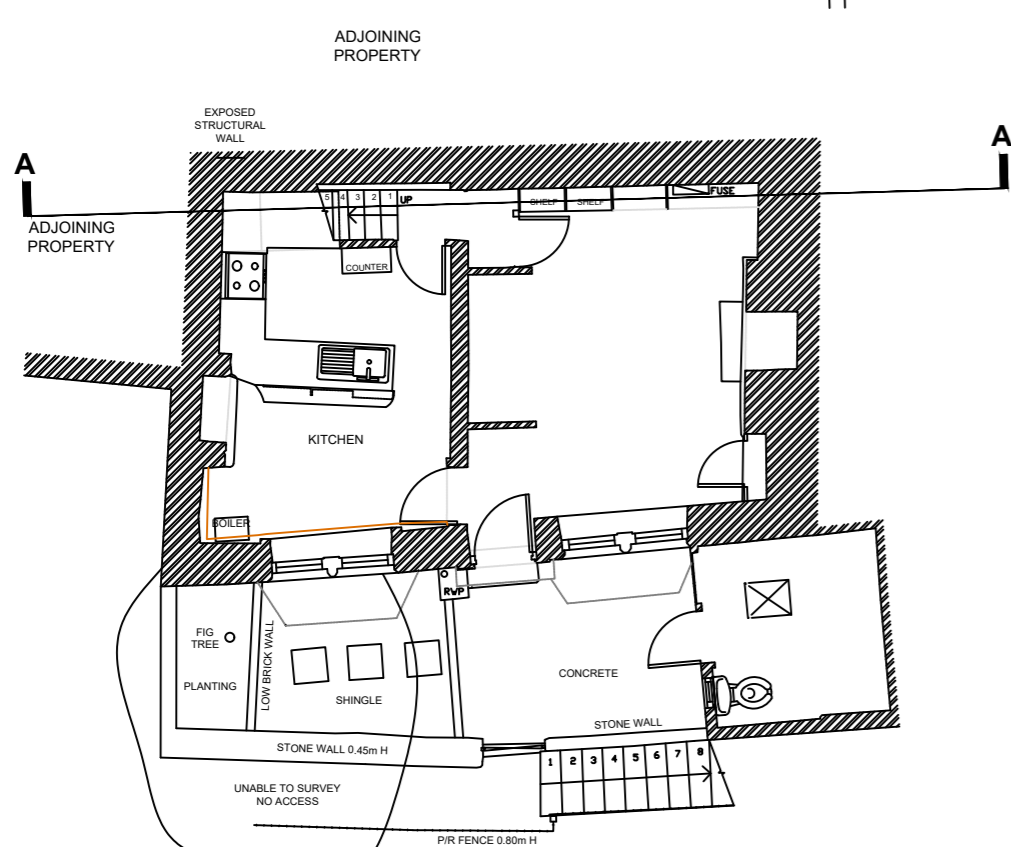 ADJOINING
PROPERTY
EXPOSED
STRUCTURAL
WALL
A
A
ADJOINING
PROPERTY
5 4 3 2 1 UP
SHELF SHELF
FUSE
COUNTER
KITCHEN
BOILER
RWP
FIG
TREE
PLANTING
LOW BRICK WALL
SHINGLE
CONCRETE
STONE WALL
STONE WALL 0.45m H
1 2 3 4 5 6 7 8
UNABLE TO SURVEY
NO ACCESS
P/R FENCE 0.80m H